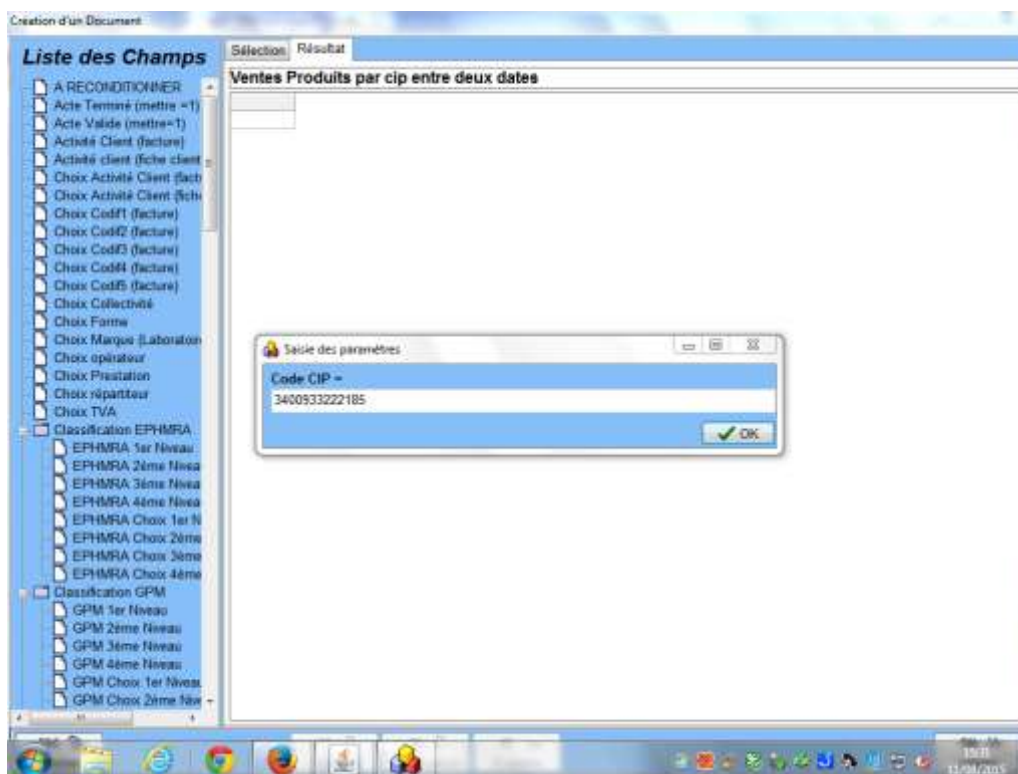 Création d'un Document
Liste des Champs
A RECONDITIONNER
Acte Terminé (mettre =1)
Acte Valide (mettre=1)
Activité Client (facture)
Activité client (fiche client
Choix Activité Client (factu
Choix Activité Client (fiche
Choix Codif1 (facture)
Choix Codif2 (facture)
Choix Codif3 (facture)
Choix Codif4 (facture)
Choix Codif5 (facture)
Choix Collectivité
Choix Forme
Choix Marque (Laboratoire
Choix opérateur
Choix Prestation
Choix répartiteur
Choix TVA
Classification EPHMRA
EPHMRA 1er Niveau
EPHMRA 2ème Nivea
EPHMRA 3ème Nivea
EPHMRA 4ème Nivea
EPHMRA Choix 1er N
EPHMRA Choix 2ème
EPHMRA Choix 3ème
EPHMRA Choix 4ème
Classification GPM
GPM 1er Niveau
GPM 2ème Niveau
GPM 3ème Niveau
GPM 4ème Niveau
GPM Choix 1er Niveau
GPM Choix 2ème Nive
Sélection Résultat
Ventes Produits par cip entre deux dates
Saisie des paramètres
Code CIP =
3400933222185
OK
15:31